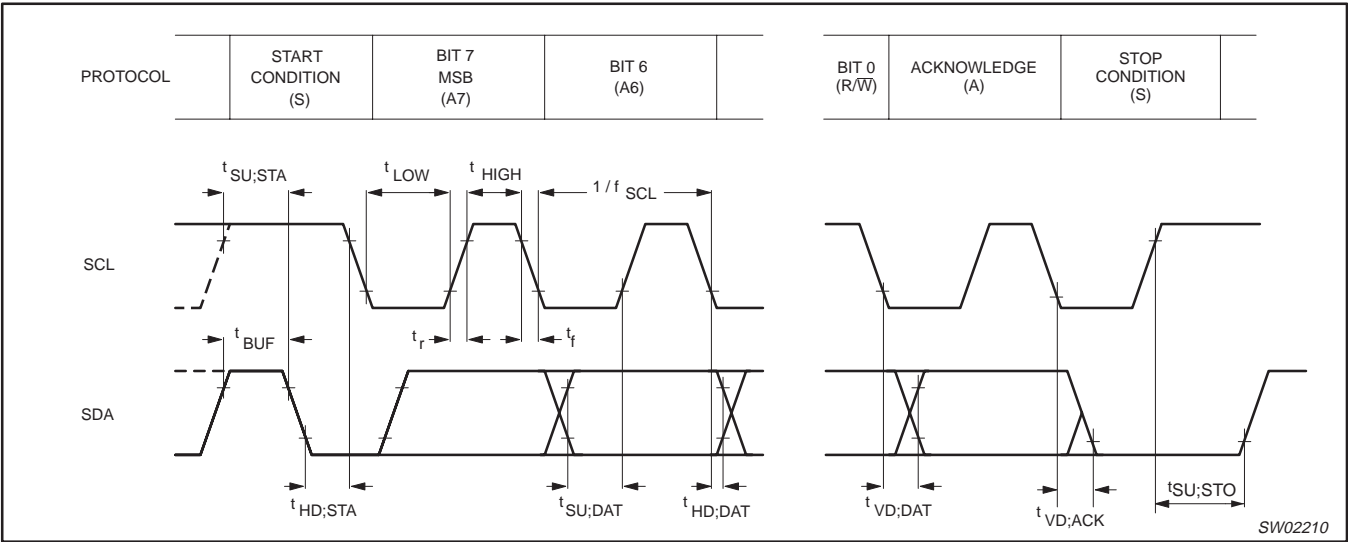 PROTOCOL
START
CONDITION
(S)
BIT 7
MSB
(A7)
BIT 6
(A6)
BIT 0
(R/W̅)
ACKNOWLEDGE
(A)
STOP
CONDITION
(S)
t SU;STA
t LOW
t HIGH
1 / f SCL
SCL
t BUF
t r
t f
SDA
t HD;STA
t SU;DAT
t HD;DAT
t VD;DAT
t VD;ACK
t SU;STO
SW02210